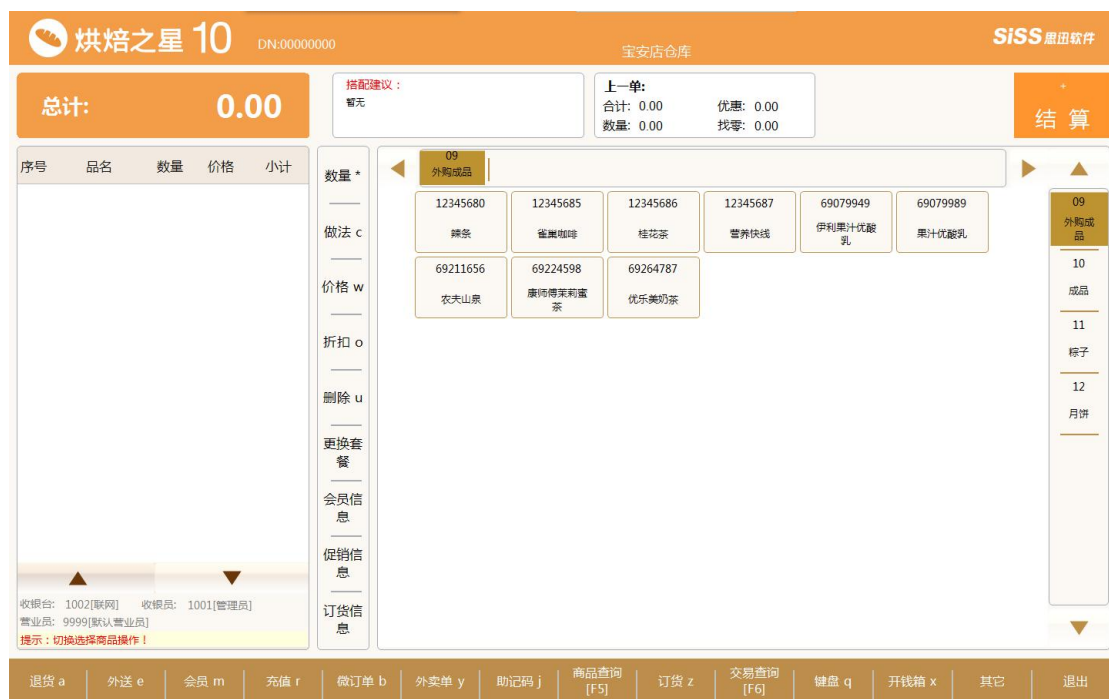 烘焙之星 10
DN:00000000
宝安店仓库
SiSS 思迅软件
总计: 0.00
搭配建议：
暂无
上一单:
合计: 0.00 优惠: 0.00
数量: 0.00 找零: 0.00
+
结 算
序号 品名 数量 价格 小计
数量 *
做法 c
价格 w
折扣 o
删除 u
更换套
餐
会员信
息
促销信
息
订货信
息
09
外购成品
12345680
辣条
12345685
雀巢咖啡
12345686
桂花茶
12345687
营养快线
69079949
伊利果汁优酸
乳
69079989
果汁优酸乳
69211656
农夫山泉
69224598
康师傅茉莉蜜
茶
69264787
优乐美奶茶
09
外购成
品
10
成品
11
粽子
12
月饼
收银台: 1002[联网] 收银员: 1001[管理员]
营业员: 9999[默认营业员]
提示：切换选择商品操作！
退货 a
外送 e
会员 m
充值 r
微订单 b
外卖单 y
助记码 j
商品查询
[F5]
订货 z
交易查询
[F6]
键盘 q
开钱箱 x
其它
退出